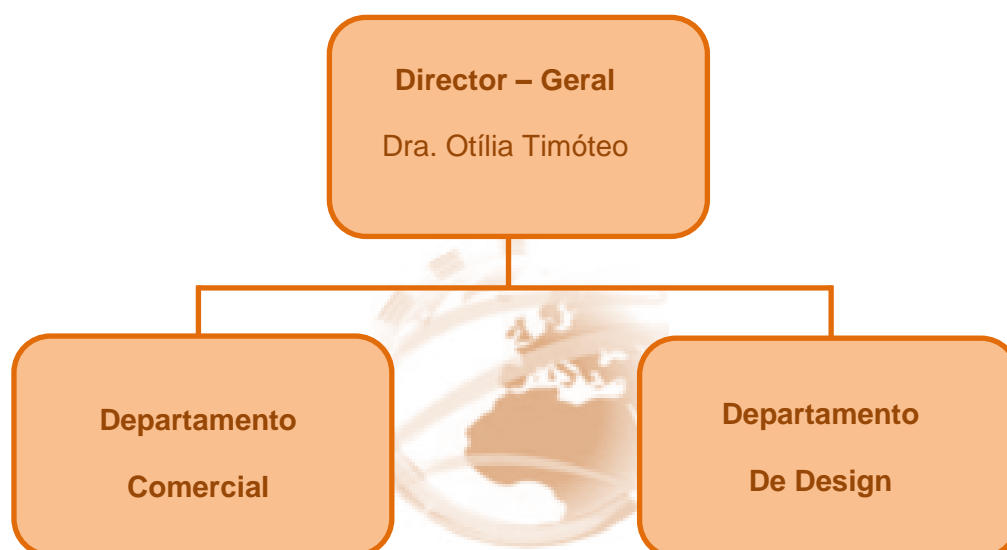 Director – Geral
Dra. Otília Timóteo
Departamento
Comercial
Departamento
De Design